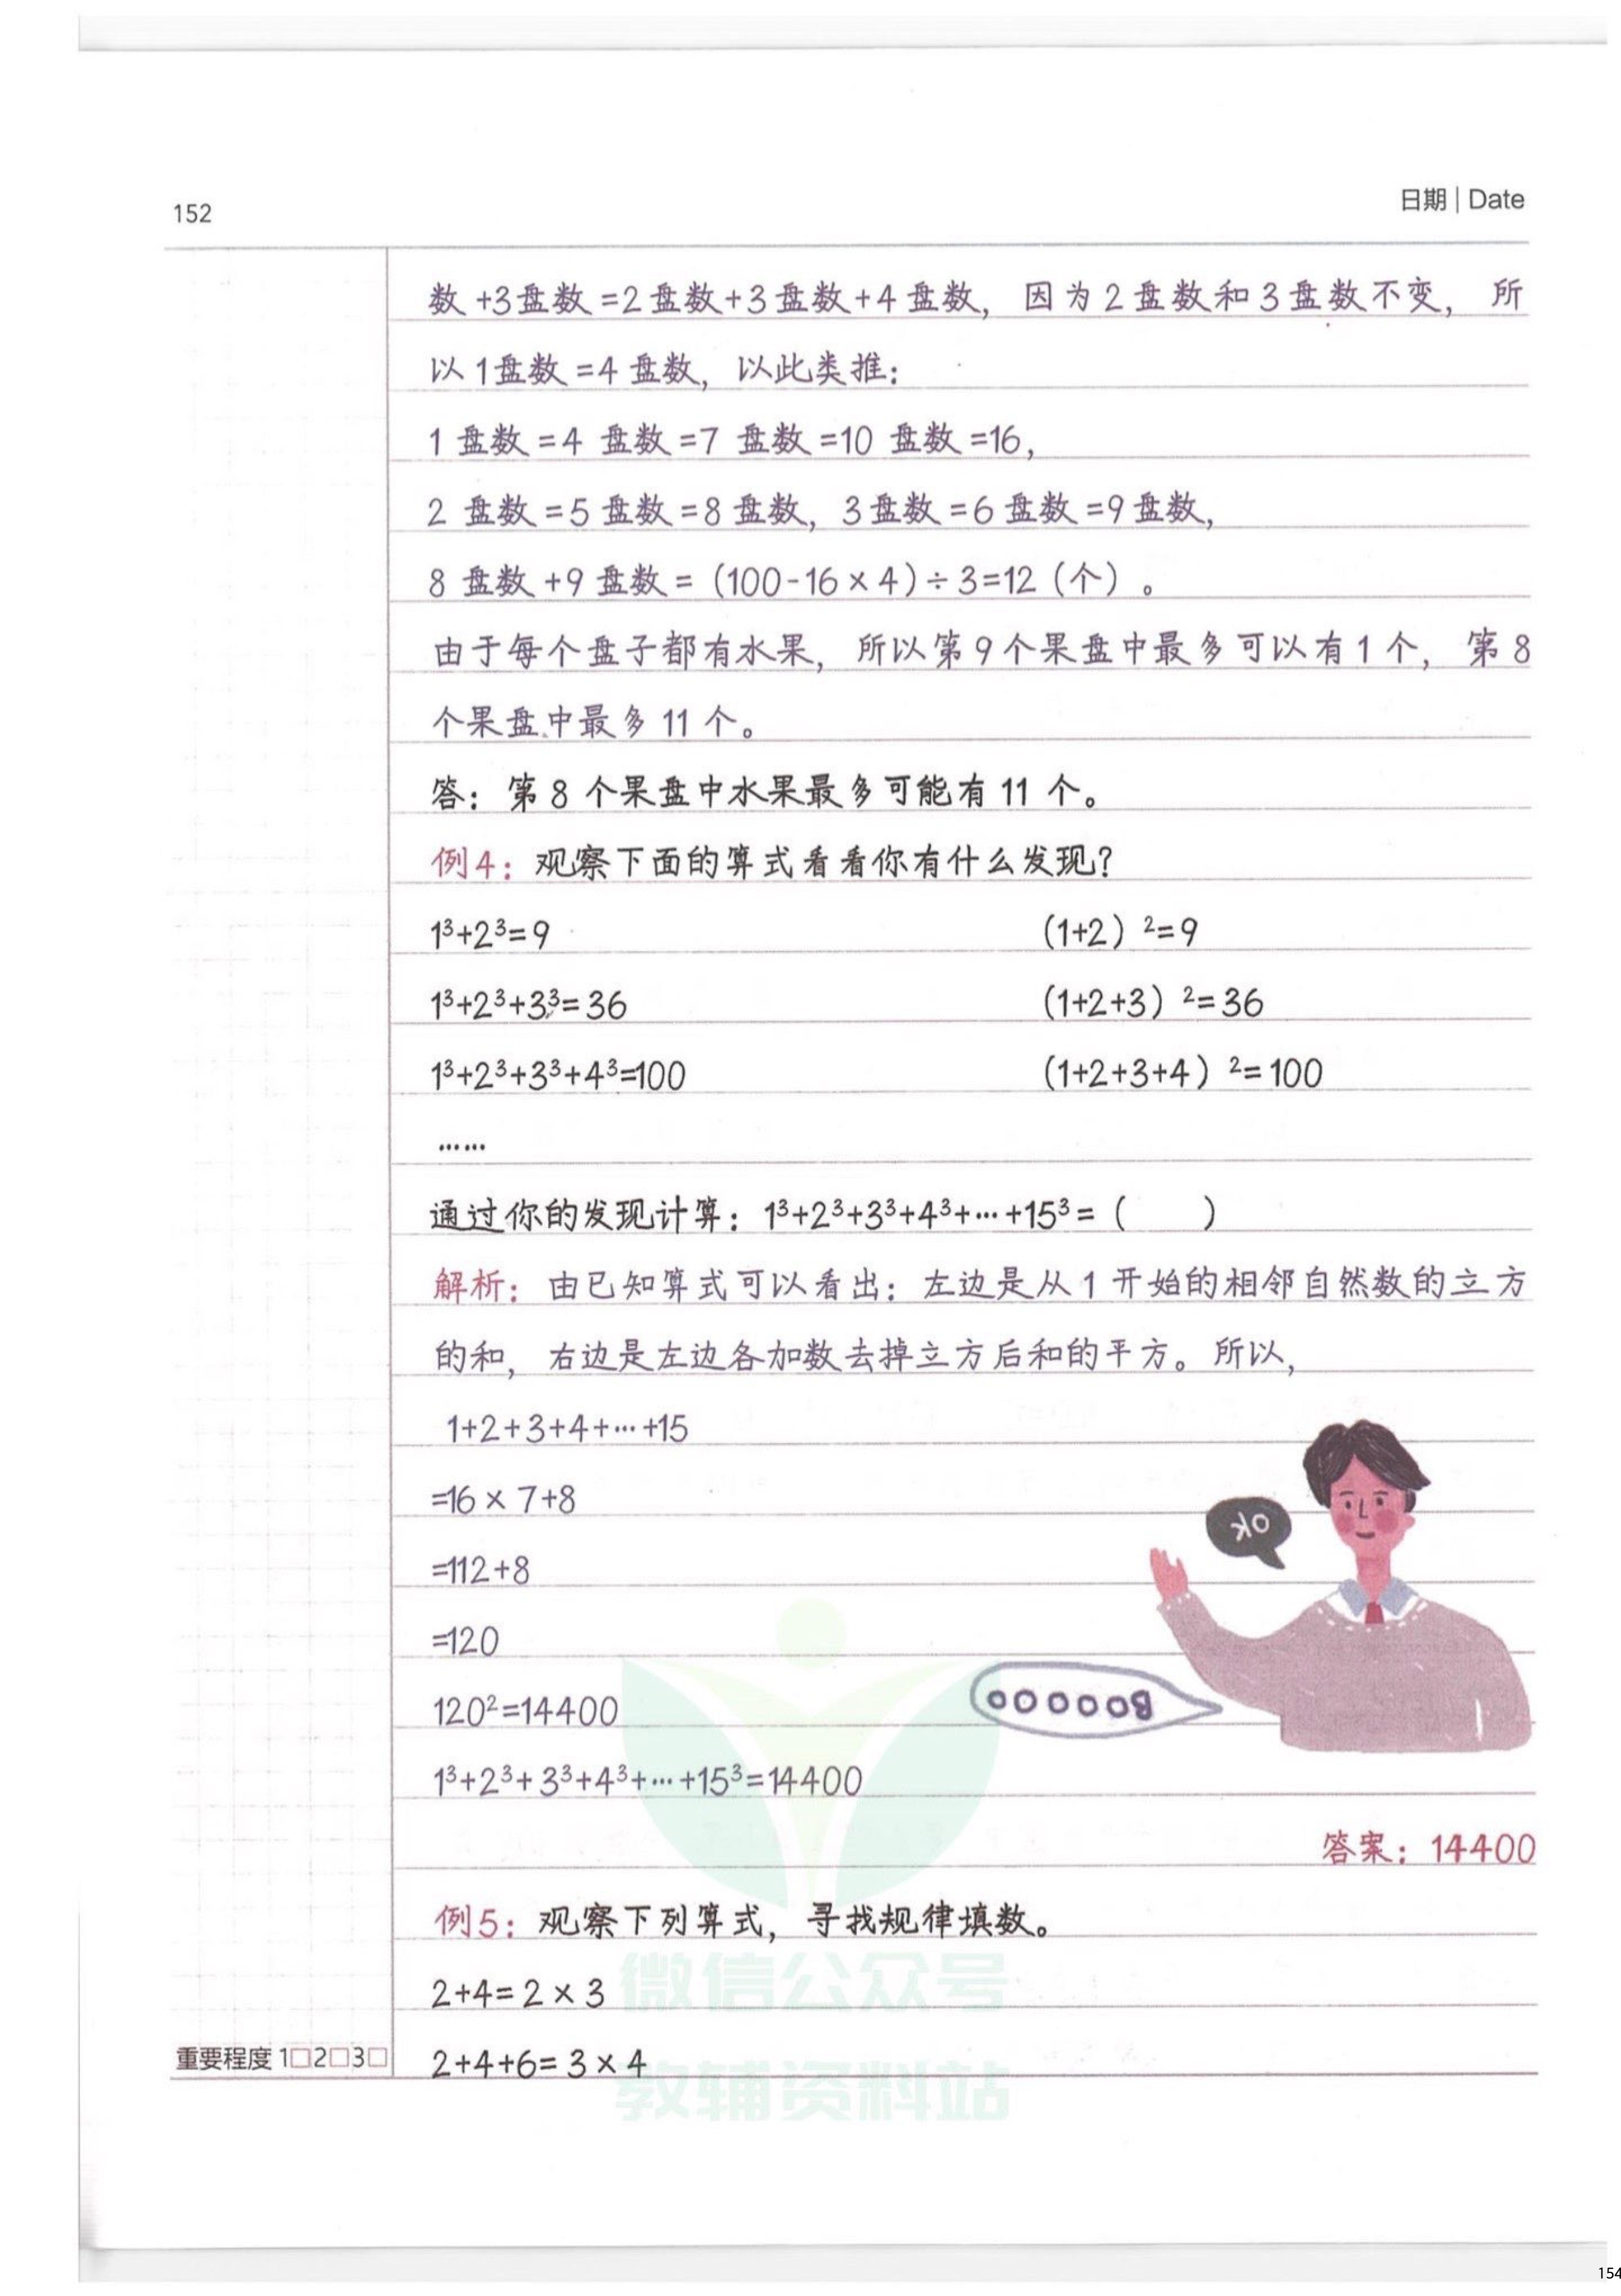 152
日期 | Date
数+3盘数=2盘数+3盘数+4盘数，因为2盘数和3盘数不变，所
以1盘数=4盘数，以此类推：
1盘数=4盘数=7盘数=10盘数=16，
2盘数=5盘数=8盘数，3盘数=6盘数=9盘数，
8盘数+9盘数=（100-16×4）÷3=12（个）。
由于每个盘子都有水果，所以第9个果盘中最多可以有1个，第8
个果盘中最多11个。
答：第8个果盘中水果最多可能有11个。
例4：观察下面的算式看看你有什么发现？
1³+2³=9 （1+2）²=9
1³+2³+3³=36 （1+2+3）²=36
1³+2³+3³+4³=100 （1+2+3+4）²=100
……
通过你的发现计算：1³+2³+3³+4³+…+15³=（ ）
解析：由已知算式可以看出：左边是从1开始的相邻自然数的立方
的和，右边是左边各加数去掉立方后和的平方。所以，
1+2+3+4+…+15
=16×7+8
OK
=112+8
=120
120²=14400
BOOOOO
1³+2³+3³+4³+…+15³=14400
答案：14400
例5：观察下列算式，寻找规律填数。
2+4=2×3
微信公众号
重要程度 1□2□3□
2+4+6=3×4
教辅资料站
154